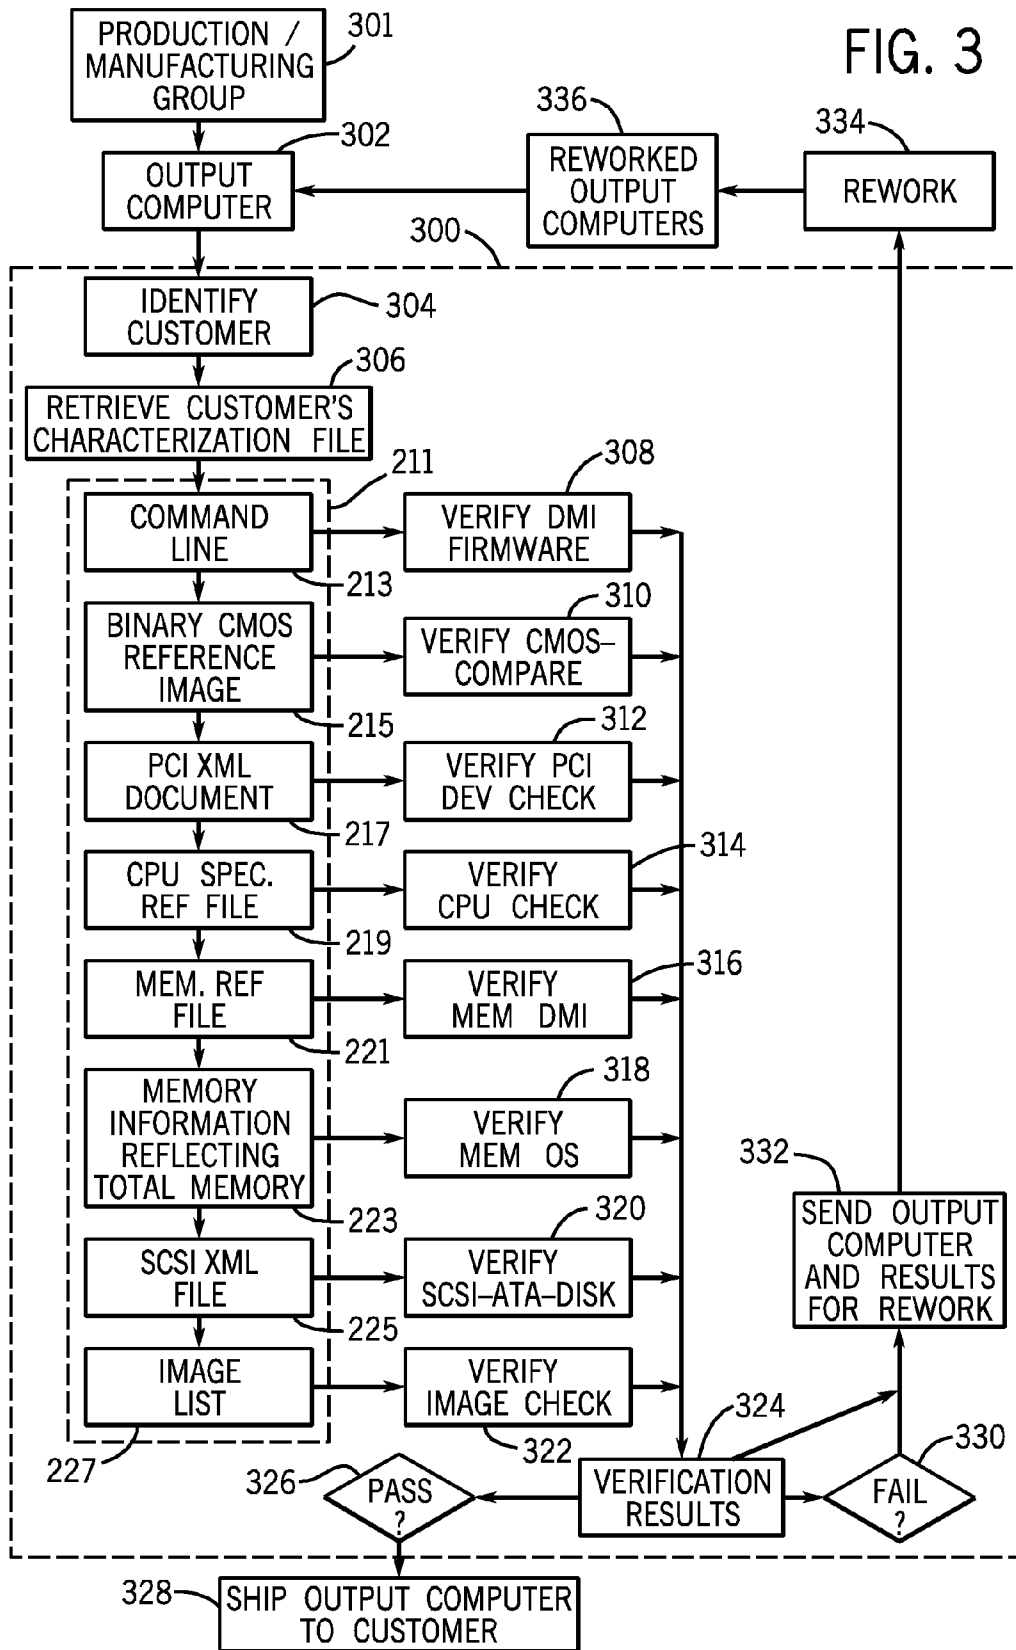 PRODUCTION /
MANUFACTURING
GROUP
301
FIG. 3
302
OUTPUT
COMPUTER
336
REWORKED
OUTPUT
COMPUTERS
334
REWORK
300
IDENTIFY
CUSTOMER
304
306
RETRIEVE CUSTOMER'S
CHARACTERIZATION FILE
211
COMMAND
LINE
213
308
VERIFY DMI
FIRMWARE
BINARY CMOS
REFERENCE
IMAGE
215
310
VERIFY CMOS–
COMPARE
PCI XML
DOCUMENT
217
312
VERIFY PCI
DEV CHECK
CPU SPEC.
REF FILE
219
314
VERIFY
CPU CHECK
MEM. REF
FILE
221
316
VERIFY
MEM DMI
MEMORY
INFORMATION
REFLECTING
TOTAL MEMORY
223
318
VERIFY
MEM OS
SCSI XML
FILE
225
320
VERIFY
SCSI–ATA–DISK
332
SEND OUTPUT
COMPUTER
AND RESULTS
FOR REWORK
IMAGE
LIST
227
VERIFY
IMAGE CHECK
322
324
VERIFICATION
RESULTS
326
PASS
?
330
FAIL
?
328
SHIP OUTPUT COMPUTER
TO CUSTOMER